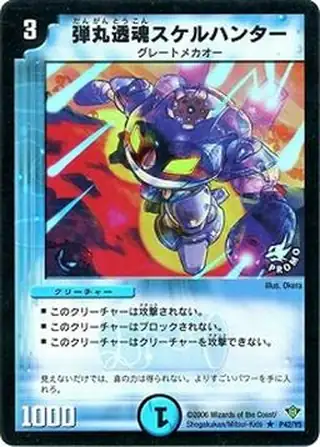 3
だんがんとうこん
弾丸透魂スケルハンター
グレートメカオー
PROMO
illus. Okera
クリーチャー
■このクリーチャーは攻撃されない。
■このクリーチャーはブロックされない。
■このクリーチャーはクリーチャーを攻撃できない。
見えないだけでは、真の力は得られない。よりすごいパワーを手に入れろ。
1000
1
©2006 Wizards of the Coast/
Shogakukan/Mitsui-Kids ★ P42/Y5